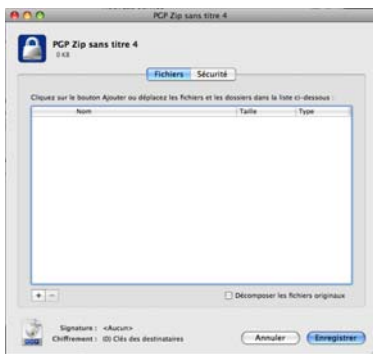 PGP Zip sans titre 4
PGP Zip sans titre 4
0 KB
Fichiers Sécurité
Cliquez sur le bouton Ajouter ou déplacez les fichiers et les dossiers dans la liste ci-dessous :
Nom Taille Type
+ -
Décomposer les fichiers originaux
Signature : <Aucun>
Chiffrement : (0) Clés des destinataires
Annuler Enregistrer